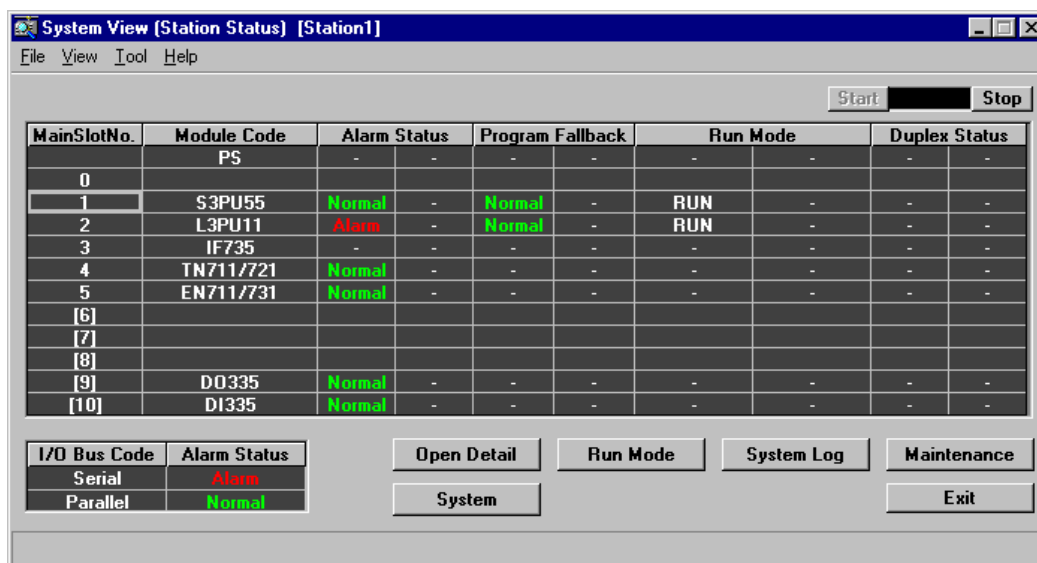 System View (Station Status) [Station1]
File View Tool Help
Start Stop
MainSlotNo. Module Code Alarm Status Program Fallback Run Mode Duplex Status
PS - - - - - - - -
0
1 S3PU55 Normal - Normal - RUN - - -
2 L3PU11 Alarm - Normal - RUN - - -
3 IF735 - - - - - - - -
4 TN711/721 Normal - - - - - - -
5 EN711/731 Normal - - - - - - -
[6]
[7]
[8]
[9] DO335 Normal - - - - - - -
[10] DI335 Normal - - - - - - -
I/O Bus Code Alarm Status
Serial Alarm
Parallel Normal
Open Detail Run Mode System Log Maintenance
System Exit